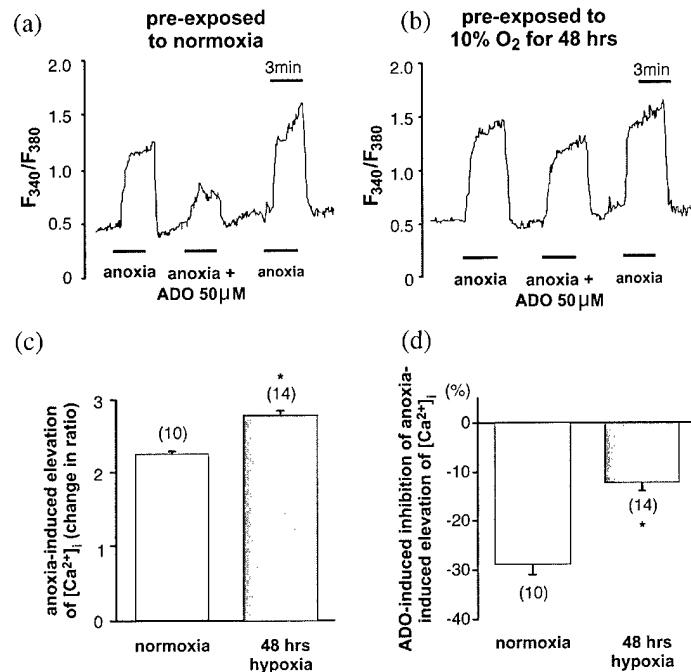 (a)
pre-exposed
to normoxia
3min
2.0
1.5
1.0
0.5
0
F340/F380
anoxia
anoxia +
ADO 50μM
anoxia
(b)
pre-exposed to
10% O2 for 48 hrs
3min
2.0
1.5
1.0
0.5
0
F340/F380
anoxia
anoxia +
ADO 50μM
anoxia
(c)
anoxia-induced elevation
of [Ca2+]i (change in ratio)
3
2
1
0
(10)
*
(14)
normoxia
48 hrs
hypoxia
(d)
ADO-induced inhibition of anoxia-
induced elevation of [Ca2+]i
(%)
0
-10
-20
-30
-40
(10)
(14)
*
normoxia
48 hrs
hypoxia